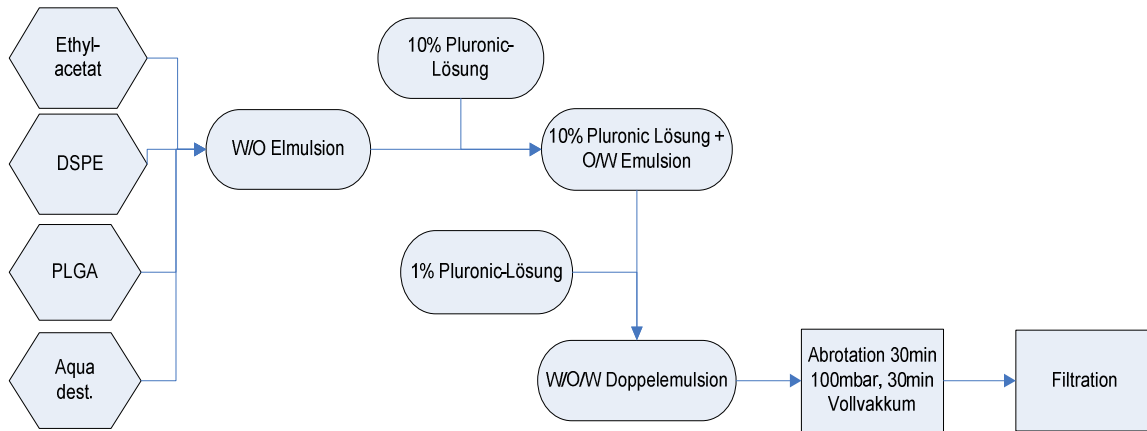 Ethyl-
acetat
DSPE
PLGA
Aqua
dest.
W/O Elmulsion
10% Pluronic-
Lösung
10% Pluronic Lösung +
O/W Emulsion
1% Pluronic-Lösung
W/O/W Doppelemulsion
Abrotation 30min
100mbar, 30min
Vollvakkum
Filtration